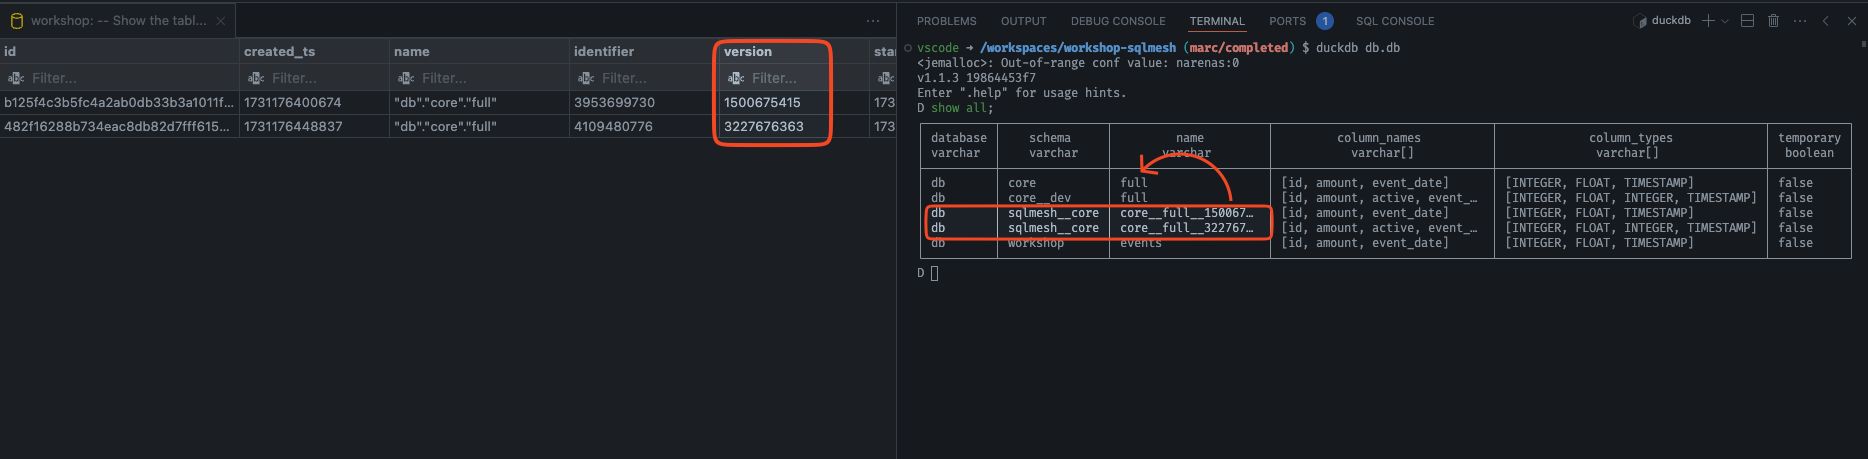 workshop: -- Show the tabl...
id created_ts name identifier version
Filter... Filter... Filter... Filter... Filter...
b125f4c3b5fc4a2ab0db33b3a1011f... 1731176400674 "db"."core"."full" 3953699730 1500675415 173
482f16288b734eac8db82d7fff615... 1731176448837 "db"."core"."full" 4109480776 3227676363 173
PROBLEMS OUTPUT DEBUG CONSOLE TERMINAL PORTS 1 SQL CONSOLE duckdb
vscode → /workspaces/workshop-sqlmesh (marc/completed) $ duckdb db.db
<jemalloc>: Out-of-range conf value: narenas:0
v1.1.3 19864453f7
Enter ".help" for usage hints.
D show all;
database schema name column_names column_types temporary
varchar varchar varchar varchar[] varchar[] boolean
db core full [id, amount, event_date] [INTEGER, FLOAT, TIMESTAMP] false
db core__dev full [id, amount, active, event_… [INTEGER, FLOAT, INTEGER, TIMESTAMP] false
db sqlmesh__core core__full__150067… [id, amount, event_date] [INTEGER, FLOAT, TIMESTAMP] false
db sqlmesh__core core__full__322767… [id, amount, active, event_… [INTEGER, FLOAT, INTEGER, TIMESTAMP] false
db workshop events [id, amount, event_date] [INTEGER, FLOAT, TIMESTAMP] false
D